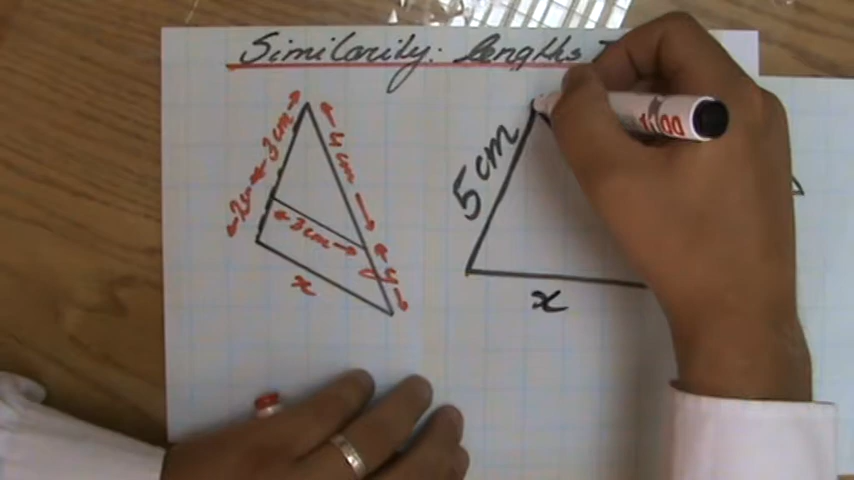 Similarity: lengths
3cm
4cm
2cm
3cm
x
y
5cm
x